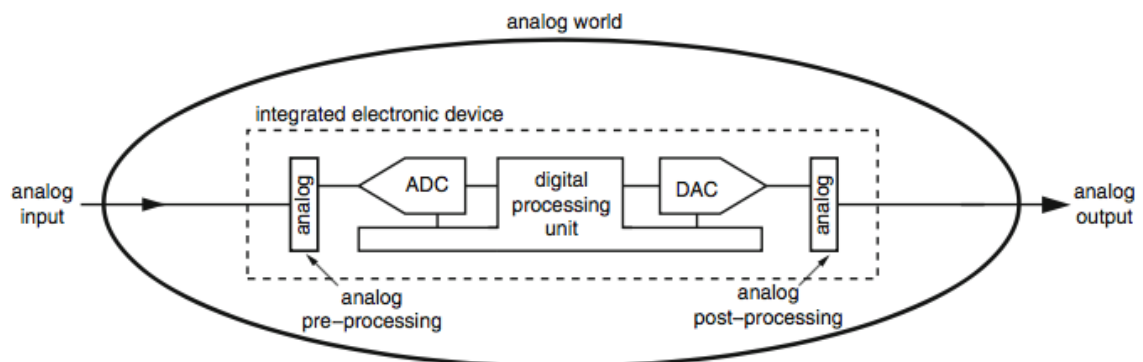 analog world
integrated electronic device
analog
input
analog
ADC
digital
processing
unit
DAC
analog
analog
output
analog
pre–processing
analog
post–processing